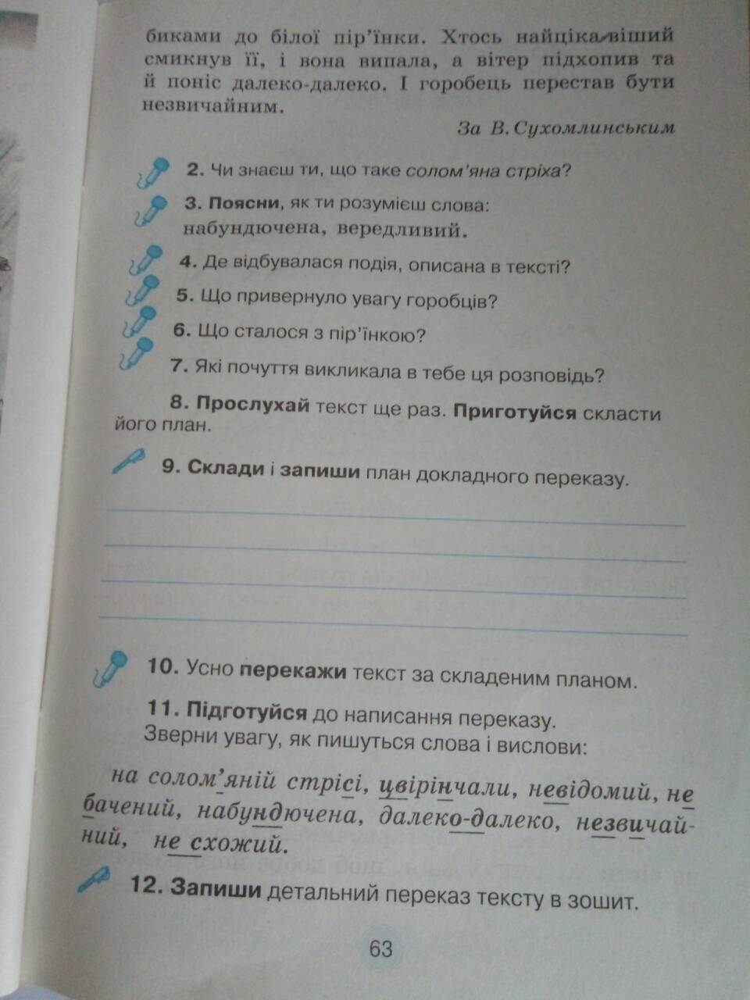 биками до білої пір’їнки. Хтось найцікавіший
смикнув її, і вона випала, а вітер підхопив та
й поніс далеко-далеко. І горобець перестав бути
незвичайним.
За В. Сухомлинським
2. Чи знаєш ти, що таке солом’яна стріха?
3. Поясни, як ти розумієш слова:
набундючена, вередливий.
4. Де відбувалася подія, описана в тексті?
5. Що привернуло увагу горобців?
6. Що сталося з пір’їнкою?
7. Які почуття викликала в тебе ця розповідь?
8. Прослухай текст ще раз. Приготуйся скласти
його план.
9. Склади і запиши план докладного переказу.
10. Усно перекажи текст за складеним планом.
11. Підготуйся до написання переказу.
Зверни увагу, як пишуться слова і вислови:
на солом’яній стрісі, цвірінчали, невідомий, не
бачений, набундючена, далеко-далеко, незвичай-
ний, не схожий.
12. Запиши детальний переказ тексту в зошит.
63